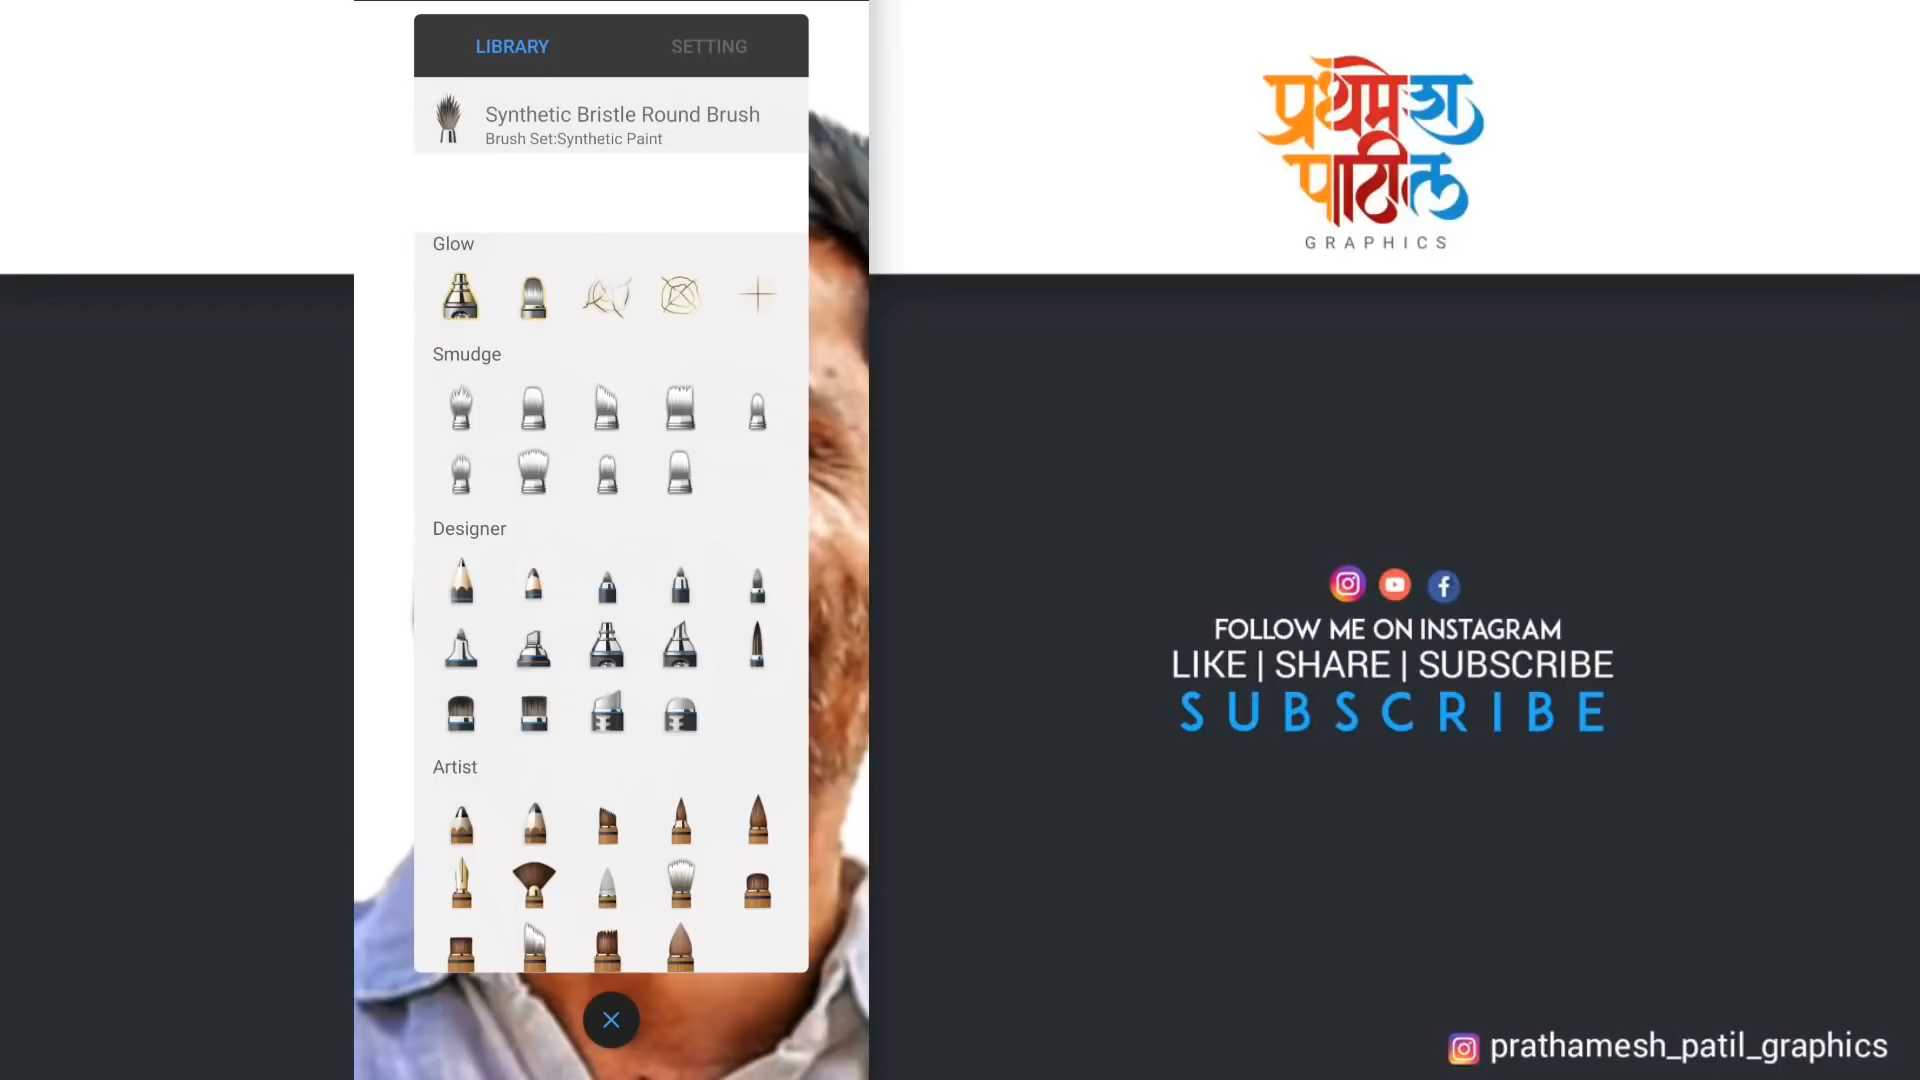 LIBRARY SETTING
Synthetic Bristle Round Brush
Brush Set:Synthetic Paint
Glow
Smudge
Designer
Artist
प्रथमेश
पाटील
GRAPHICS
FOLLOW ME ON INSTAGRAM
LIKE | SHARE | SUBSCRIBE
SUBSCRIBE
prathamesh_patil_graphics